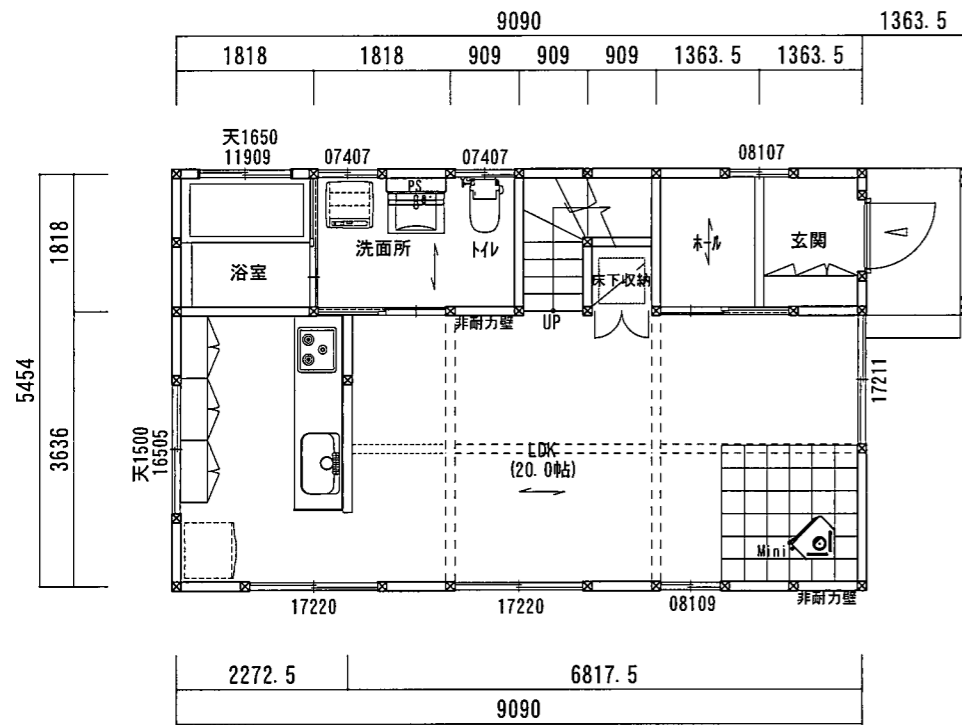 9090
1363.5
1818
1818
909
909
909
1363.5
1363.5
天1650
11909
07407
07407
08107
PS
洗面所
トイレ
ホール
玄関
浴室
床下収納
1818
5454
3636
非耐力壁
UP
17211
天1500
16505
LDK
(20.0帖)
Mini
17220
17220
08109
非耐力壁
2272.5
6817.5
9090